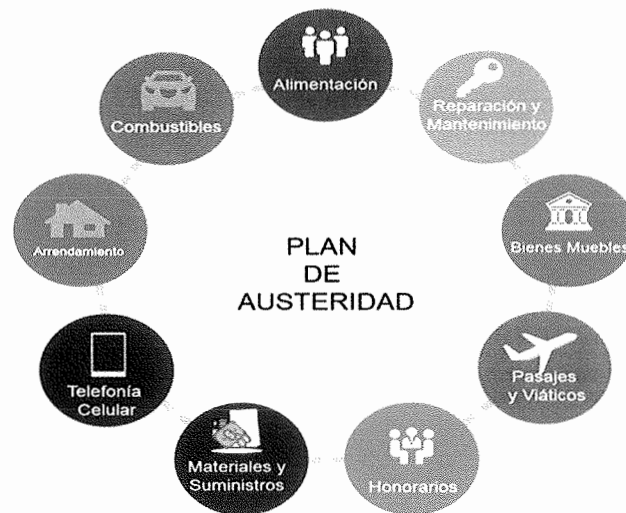 Alimentación
Reparación y
Mantenimiento
Bienes Muebles
Pasajes
y Viáticos
Honorarios
Materiales y
Suministros
Telefonía
Celular
Arrendamiento
Combustibles
PLAN
DE
AUSTERIDAD